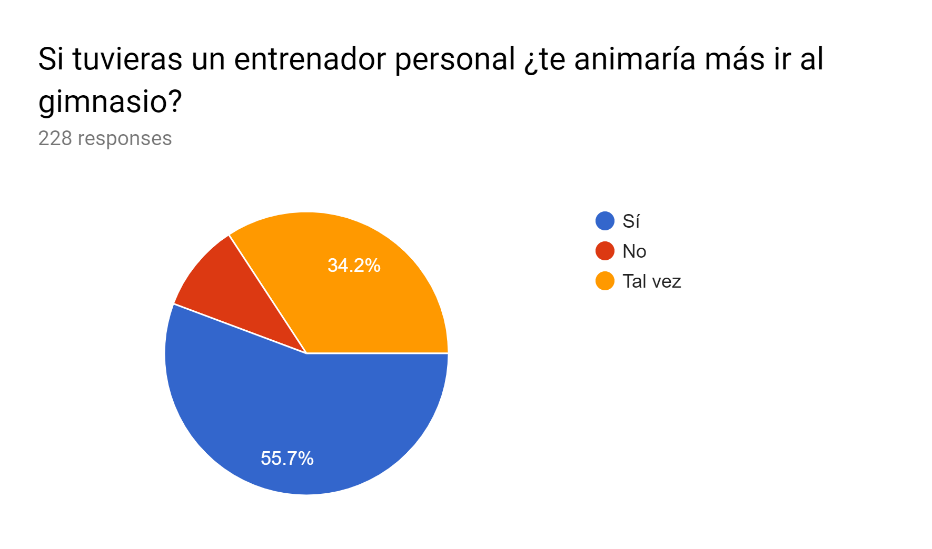 Si tuvieras un entrenador personal ¿te animaría más ir al
gimnasio?
228 responses
Sí
No
Tal vez
34.2%
55.7%